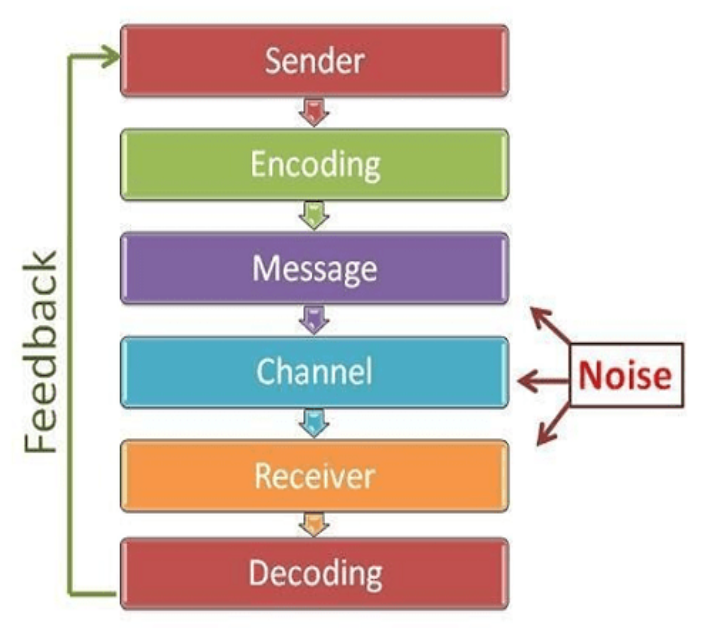 Sender
Encoding
Message
Channel
Receiver
Decoding
Feedback
Noise